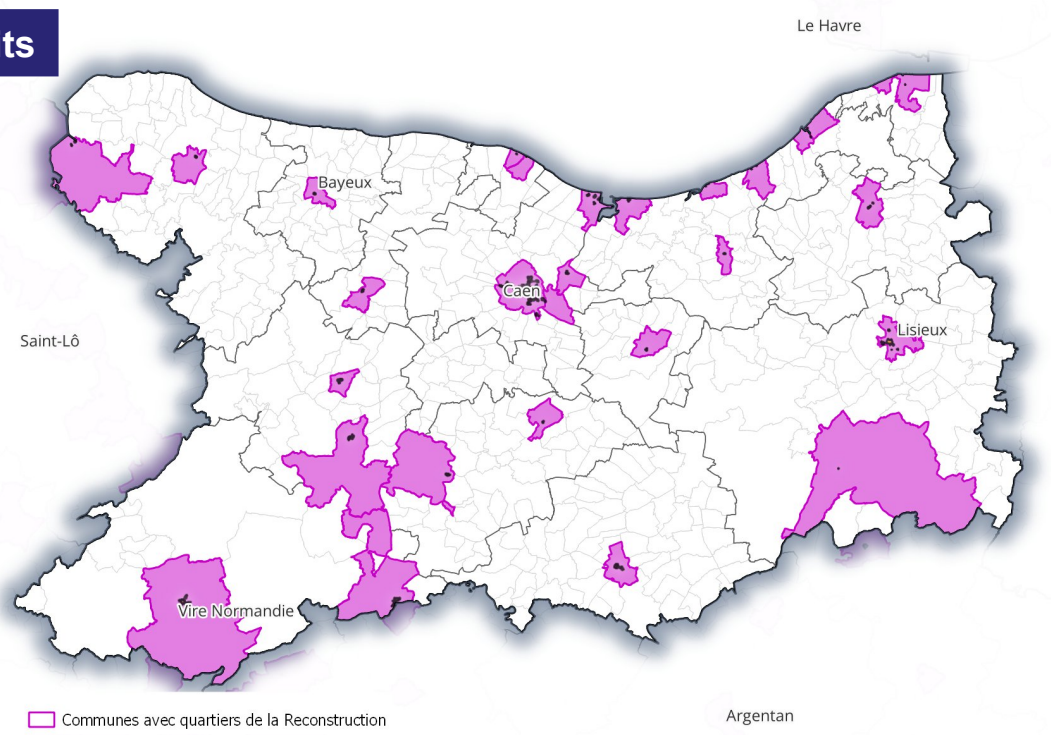 ts
Le Havre
Bayeux
Caen
Saint-Lô
Lisieux
Vire Normandie
Communes avec quartiers de la Reconstruction
Argentan